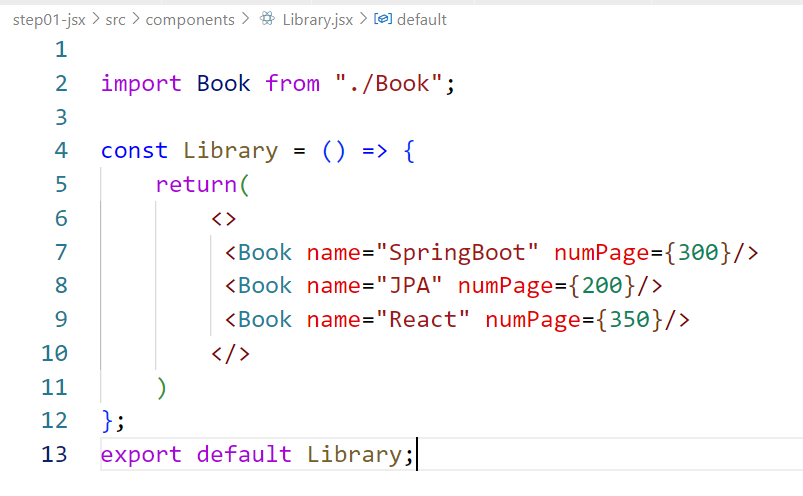 step01-jsx > src > components > Library.jsx > default
1
2 import Book from "./Book";
3
4 const Library = () => {
5     return(
6         <>
7          <Book name="SpringBoot" numPage={300}/>
8          <Book name="JPA" numPage={200}/>
9          <Book name="React" numPage={350}/>
10         </>
11     )
12 };
13 export default Library;